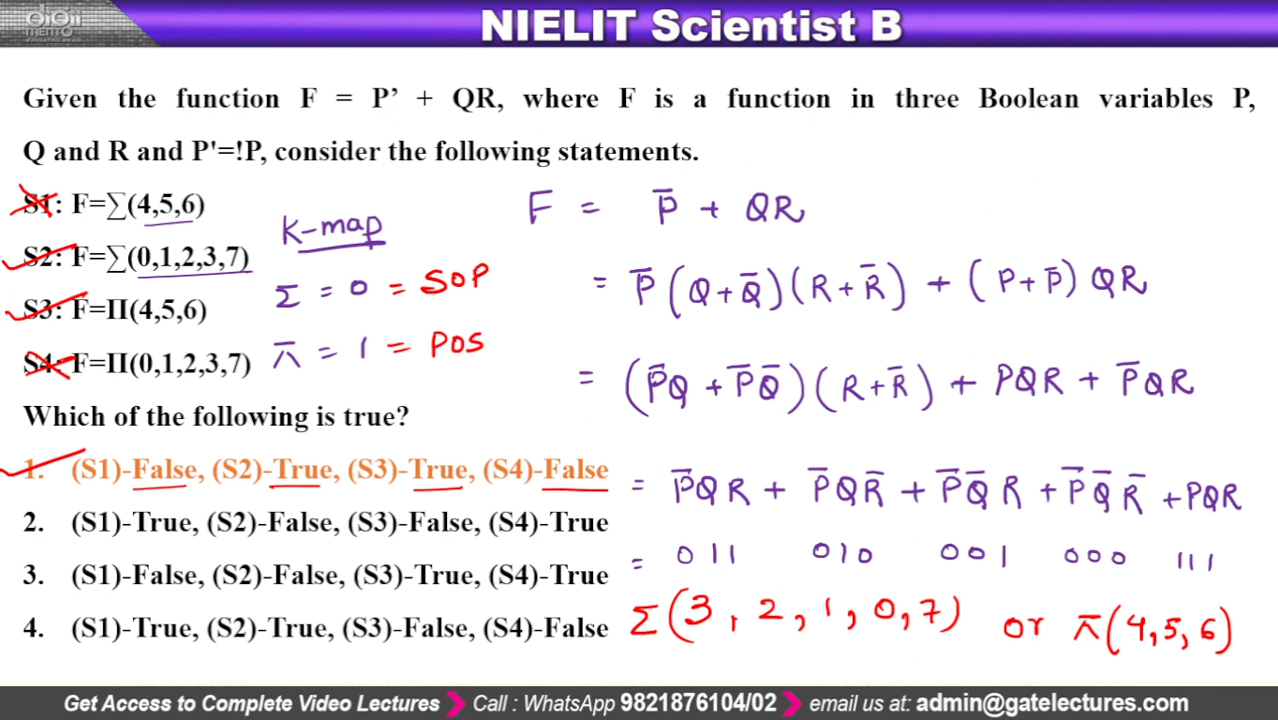 digii
MENTO
EDUCATION CO.
NIELIT Scientist B
Given the function F = P’ + QR, where F is a function in three Boolean variables P,
Q and R and P'=!P, consider the following statements.
S1: F=∑(4,5,6)
S2: F=∑(0,1,2,3,7)
S3: F=Π(4,5,6)
S4: F=Π(0,1,2,3,7)
Which of the following is true?
1. (S1)-False, (S2)-True, (S3)-True, (S4)-False
2. (S1)-True, (S2)-False, (S3)-False, (S4)-True
3. (S1)-False, (S2)-False, (S3)-True, (S4)-True
4. (S1)-True, (S2)-True, (S3)-False, (S4)-False
K-map
Σ = 0 = SOP
π = 1 = POS
F = P̅ + QR
= P̅(Q+Q̅)(R+R̅) + (P+P̅) QR
= (P̅Q + P̅Q̅)(R+R̅) + PQR + P̅QR
= P̅QR + P̅QR̅ + P̅Q̅R + P̅Q̅R̅ + PQR
= 011 010 001 000 111
Σ(3, 2, 1, 0, 7) or π(4,5,6)
Get Access to Complete Video Lectures Call : WhatsApp 9821876104/02 email us at: admin@gatelectures.com